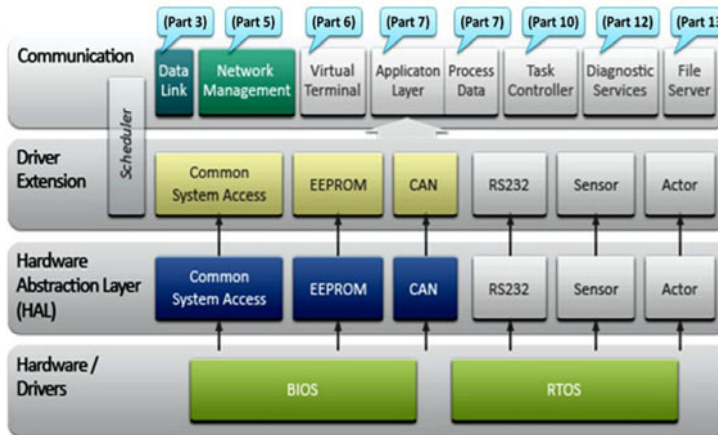 (Part 3) (Part 5) (Part 6) (Part 7) (Part 7) (Part 10) (Part 12) (Part 13
Communication
Data Link
Network Management
Virtual Terminal
Applicaton Layer
Process Data
Task Controller
Diagnostic Services
File Server
Scheduler
Driver Extension
Common System Access
EEPROM
CAN
RS232
Sensor
Actor
Hardware Abstraction Layer (HAL)
Common System Access
EEPROM
CAN
RS232
Sensor
Actor
Hardware / Drivers
BIOS
RTOS